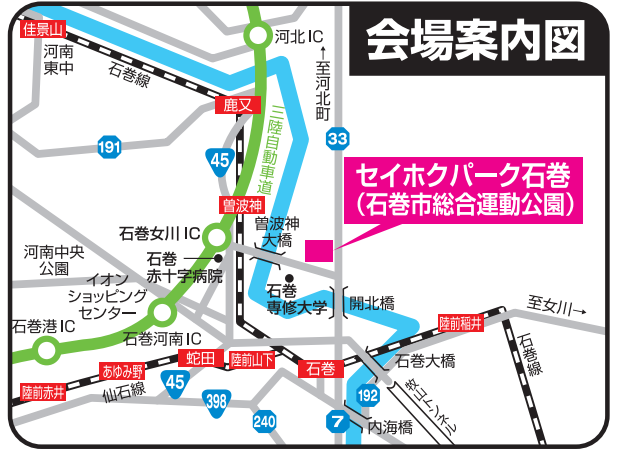 会場案内図
佳景山
河南
東中
石巻線
河北IC
↑至河北町
鹿又
三陸自動車道
191
45
33
セイホクパーク石巻
(石巻市総合運動公園)
曽波神
石巻女川IC
曽波神
大橋
河南中央
公園
石巻
赤十字病院
イオン
ショッピング
センター
石巻
専修大学
開北橋
至女川→
石巻港IC
石巻河南IC
陸前稲井
石巻線
あゆみ野
蛇田
陸前山下
石巻
石巻大橋
陸前赤井
仙石線
45
398
240
192
7
内海橋
牧山トンネル